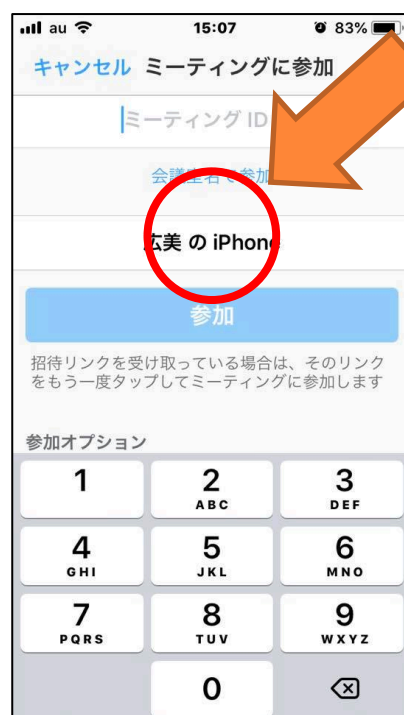 au 15:07 83%
キャンセル ミーティングに参加
ミーティング ID
会議室名で参加
広美 の iPhone
参加
招待リンクを受け取っている場合は、そのリンク
をもう一度タップしてミーティングに参加します
参加オプション
1 2 3
ABC DEF
4 5 6
GHI JKL MNO
7 8 9
PQRS TUV WXYZ
0